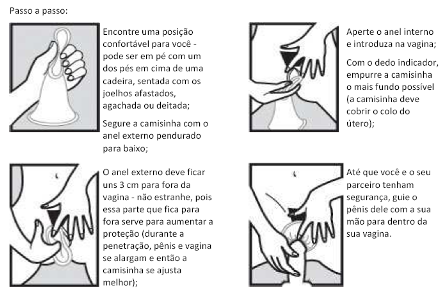 Passo a passo:
Encontre uma posição
confortável para você -
pode ser em pé com um
dos pés em cima de uma
cadeira, sentada com os
joelhos afastados,
agachada ou deitada;
Segure a camisinha com o
anel externo pendurado
para baixo;
Aperte o anel interno
e introduza na vagina;
Com o dedo indicador,
empurre a camisinha
o mais fundo possível
(a camisinha deve
cobrir o colo do
útero);
O anel externo deve ficar
uns 3 cm para fora da
vagina - não estranhe, pois
essa parte que fica para
fora serve para aumentar a
proteção (durante a
penetração, pênis e vagina
se alargam e então a
camisinha se ajusta
melhor);
Até que você e o seu
parceiro tenham
segurança, guie o
pênis dele com a sua
mão para dentro da
sua vagina.